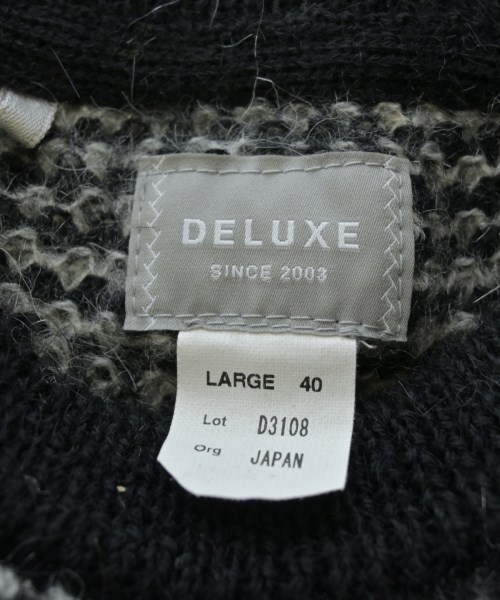 DELUXE
SINCE 2003
LARGE 40
Lot D3108
Org JAPAN